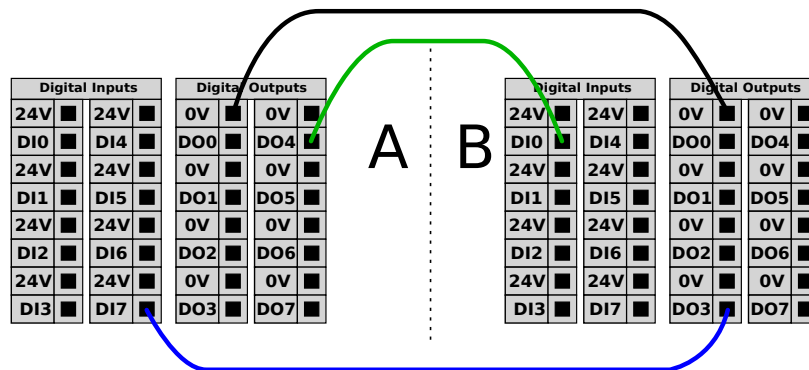 Digital Inputs Digital Outputs Digital Inputs Digital Outputs
24V 24V 0V 0V 24V 24V 0V 0V
DI0 DI4 DO0 DO4 A B DI0 DI4 DO0 DO4
24V 24V 0V 0V 24V 24V 0V 0V
DI1 DI5 DO1 DO5 DI1 DI5 DO1 DO5
24V 24V 0V 0V 24V 24V 0V 0V
DI2 DI6 DO2 DO6 DI2 DI6 DO2 DO6
24V 24V 0V 0V 24V 24V 0V 0V
DI3 DI7 DO3 DO7 DI3 DI7 DO3 DO7